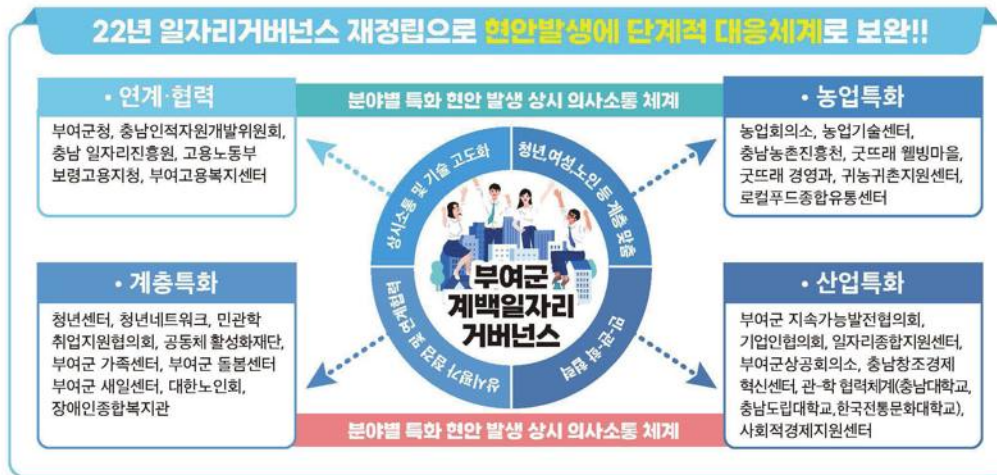 22년 일자리거버넌스 재정립으로 현안발생에 단계적 대응체계로 보완!!
• 연계·협력
부여군청, 충남인적자원개발위원회,
충남 일자리진흥원, 고용노동부
보령고용지청, 부여고용복지센터
분야별 특화 현안 발생 상시 의사소통 체계
• 농업특화
농업회의소, 농업기술센터,
충남농촌진흥천, 굿뜨래 웰빙마을,
굿뜨래 경영과, 귀농귀촌지원센터,
로컬푸드종합유통센터
상시소통 및 기술 고도화
청년,여성,노인 등 계층 맞춤
부여군
계백일자리
거버넌스
상시평가 점검 및 연계협력
민-관-학 협력
• 계층특화
청년센터, 청년네트워크, 민관학
취업지원협의회, 공동체 활성화재단,
부여군 가족센터, 부여군 돌봄센터
부여군 새일센터, 대한노인회,
장애인종합복지관
• 산업특화
부여군 지속가능발전협의회,
기업인협의회, 일자리종합지원센터,
부여군상공회의소, 충남창조경제
혁신센터, 관-학 협력체계(충남대학교,
충남도립대학교,한국전통문화대학교),
사회적경제지원센터
분야별 특화 현안 발생 상시 의사소통 체계